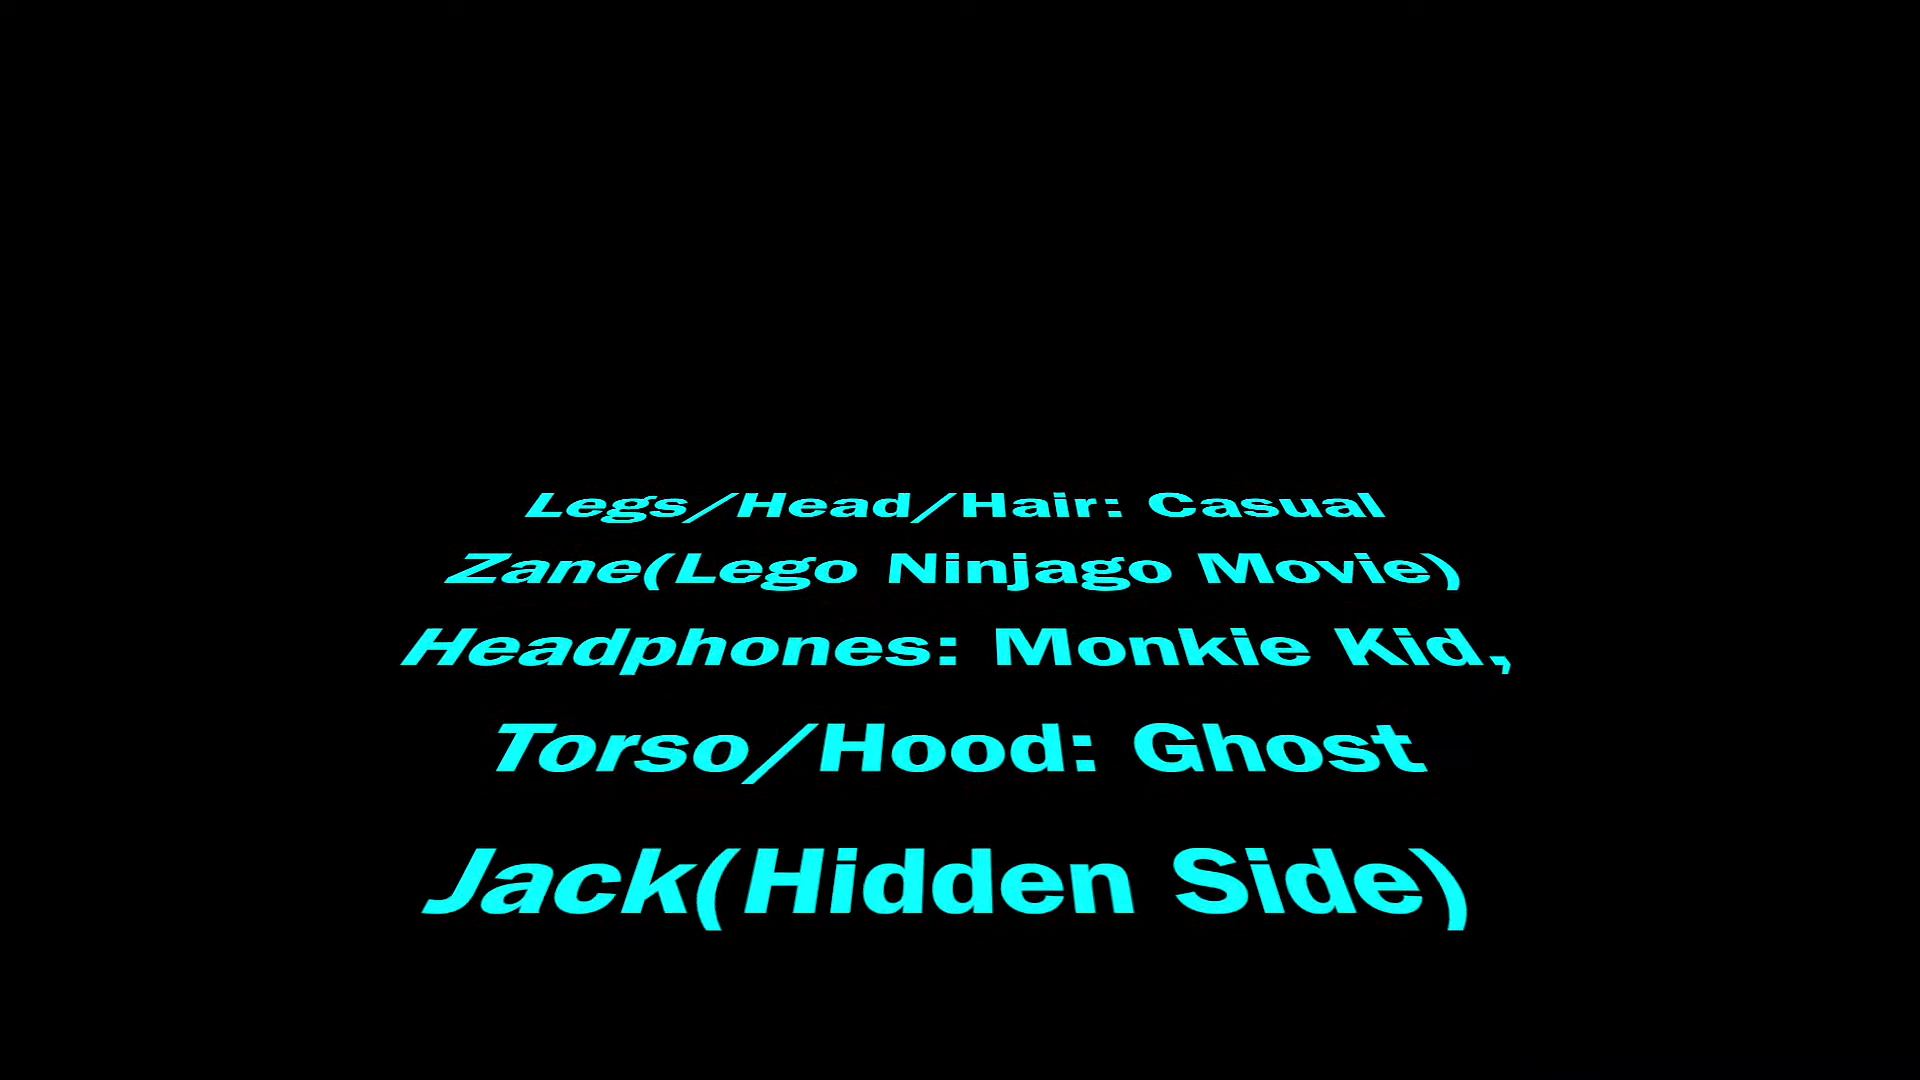 Legs/Head/Hair: Casual
Zane(Lego Ninjago Movie)
Headphones: Monkie Kid,
Torso/Hood: Ghost
Jack(Hidden Side)